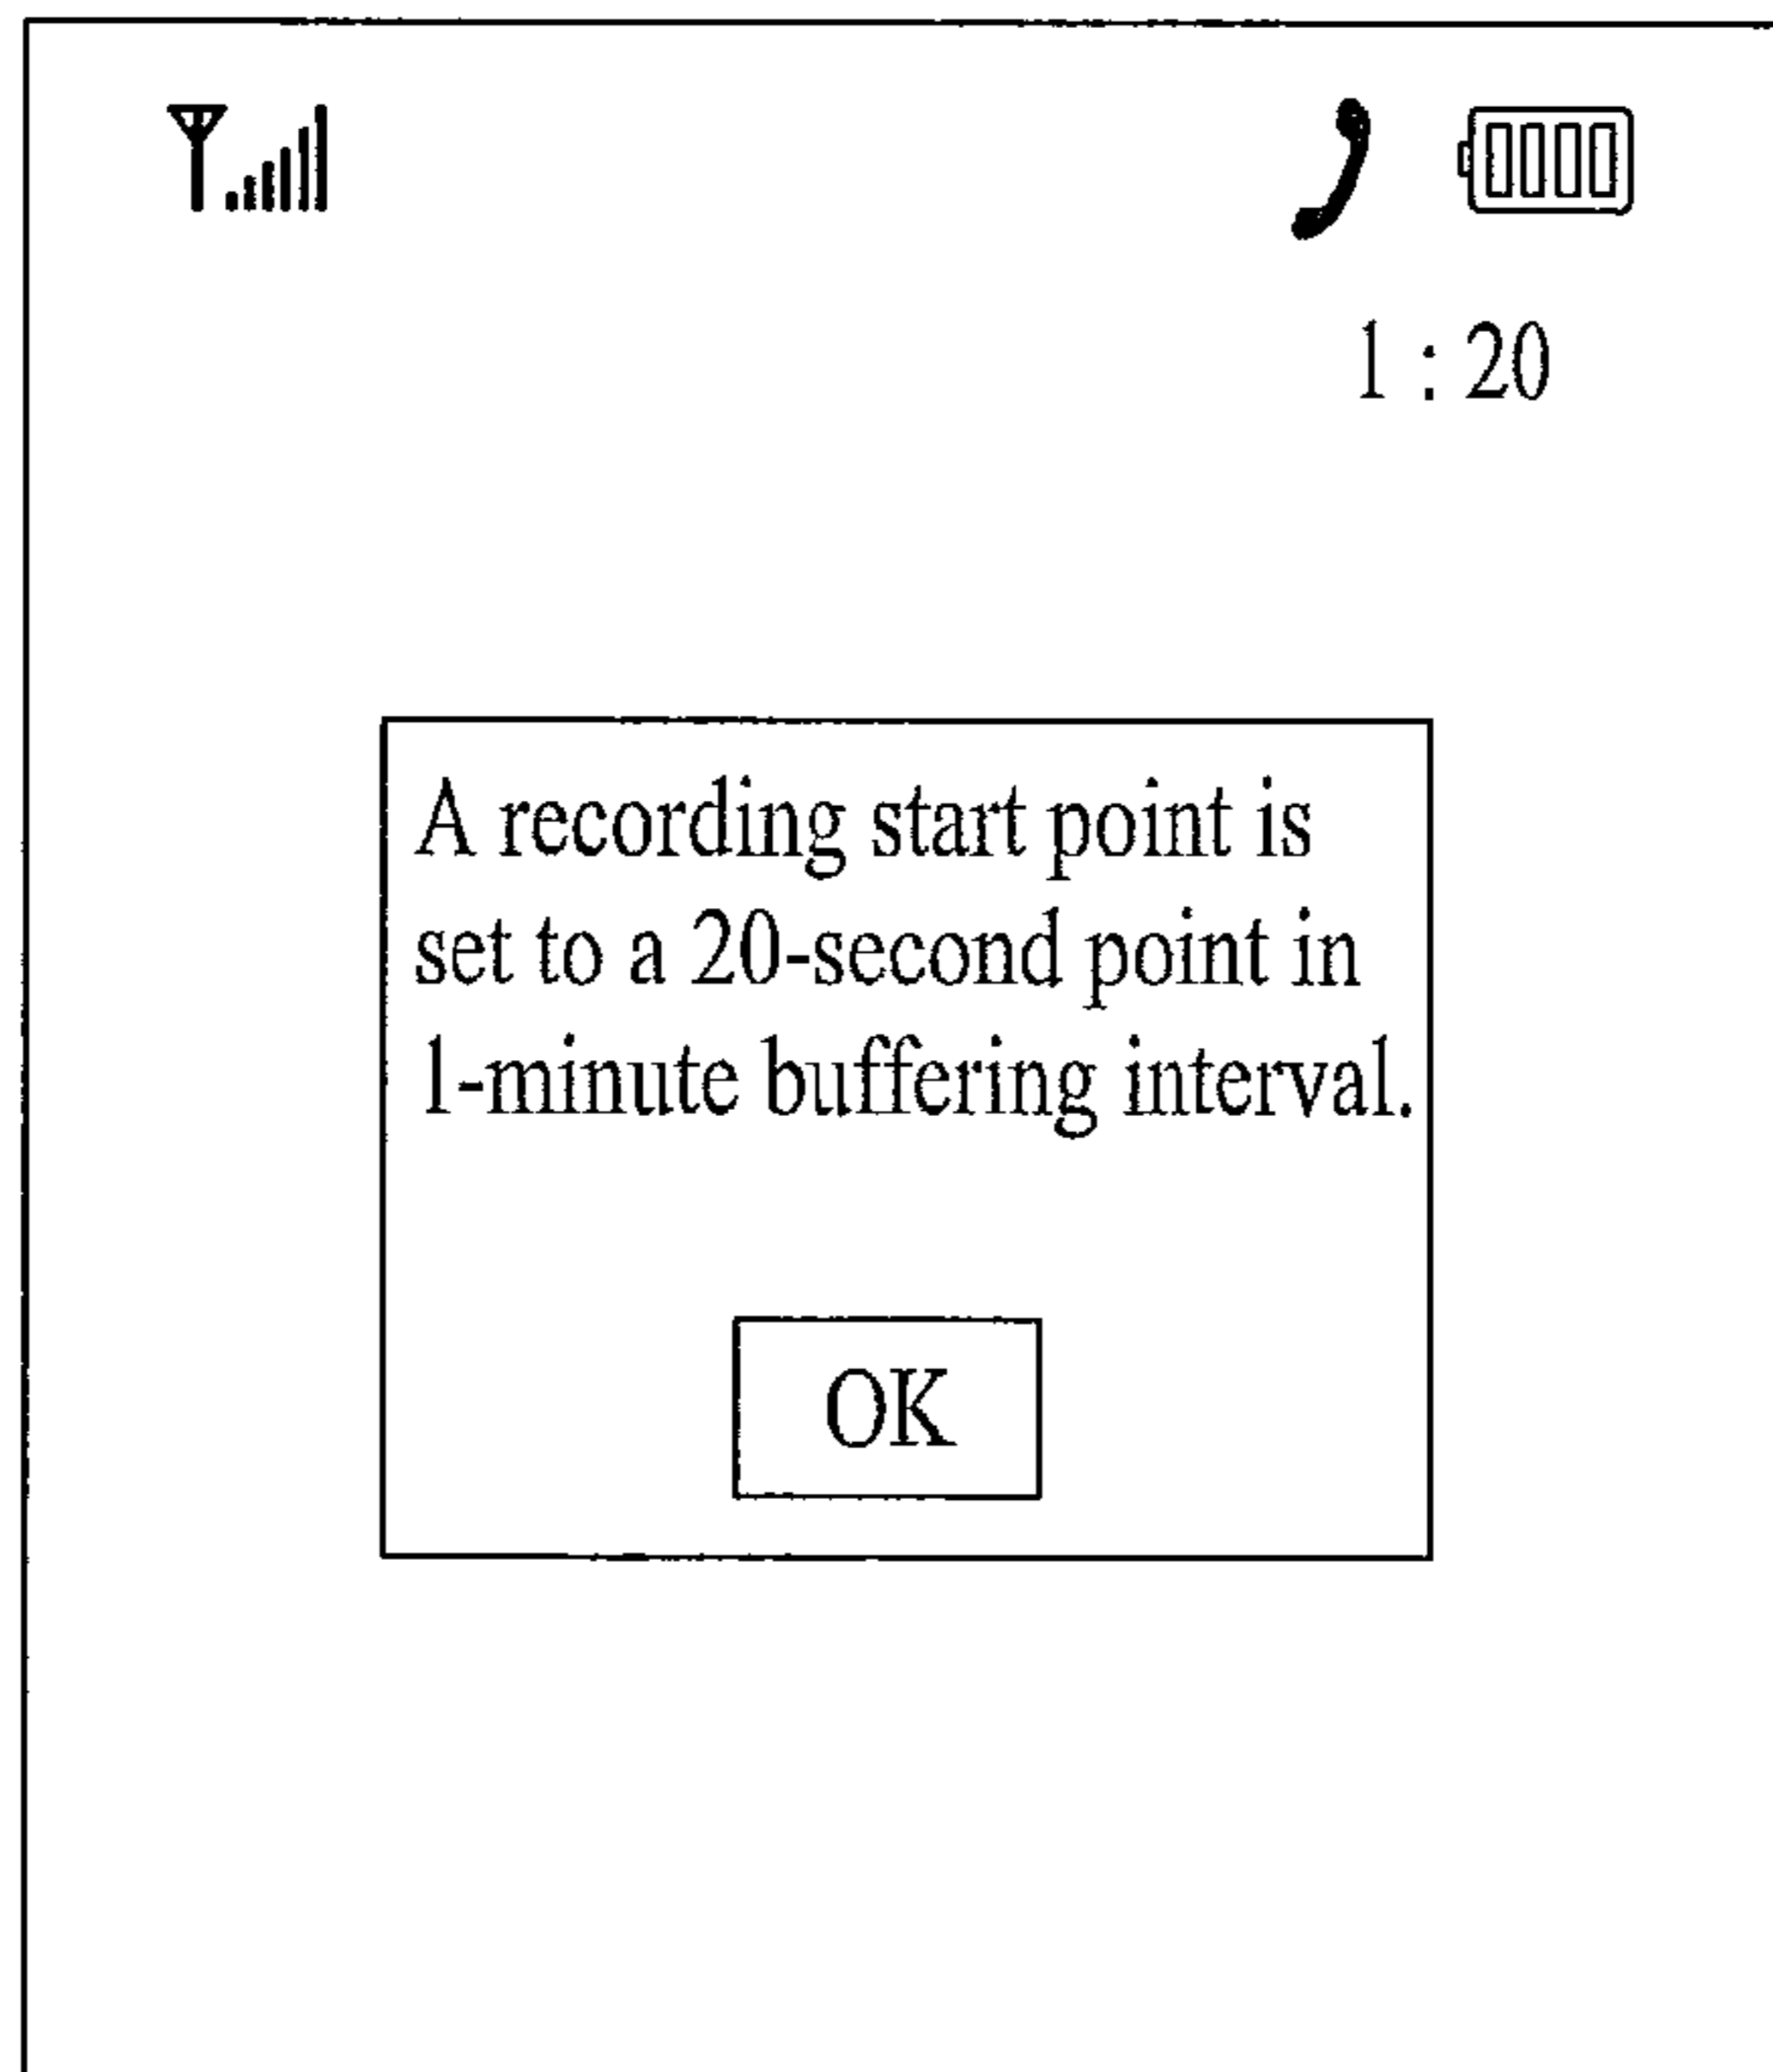 1 : 20
A recording start point is
set to a 20-second point in
1-minute buffering interval.
OK